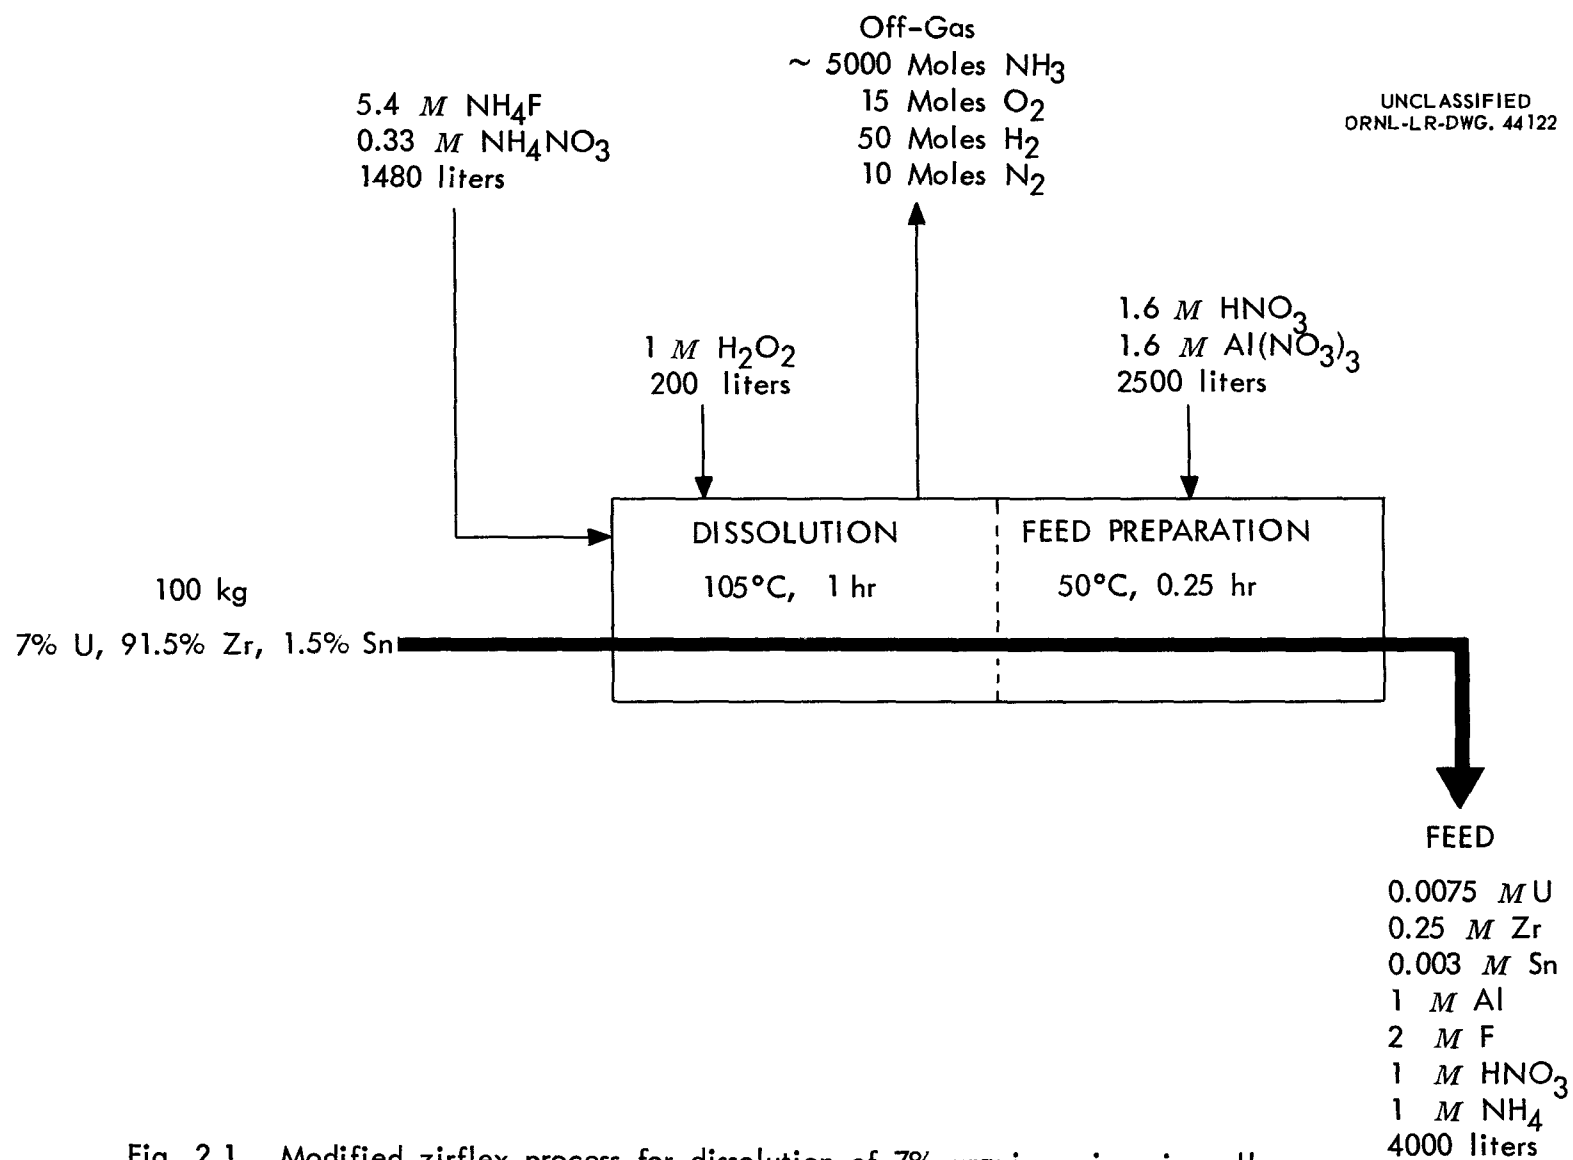 Off-Gas
~ 5000 Moles NH3
15 Moles O2
50 Moles H2
10 Moles N2
UNCLASSIFIED
ORNL-LR-DWG. 44122
5.4 M NH4F
0.33 M NH4NO3
1480 liters
1 M H2O2
200 liters
1.6 M HNO3
1.6 M Al(NO3)3
2500 liters
DISSOLUTION
105°C, 1 hr
FEED PREPARATION
50°C, 0.25 hr
100 kg
7% U, 91.5% Zr, 1.5% Sn
FEED
0.0075 M U
0.25 M Zr
0.003 M Sn
1 M Al
2 M F
1 M HNO3
1 M NH4
4000 liters
Fig. 2.1 Modified zirflex process for dissolution of 7%